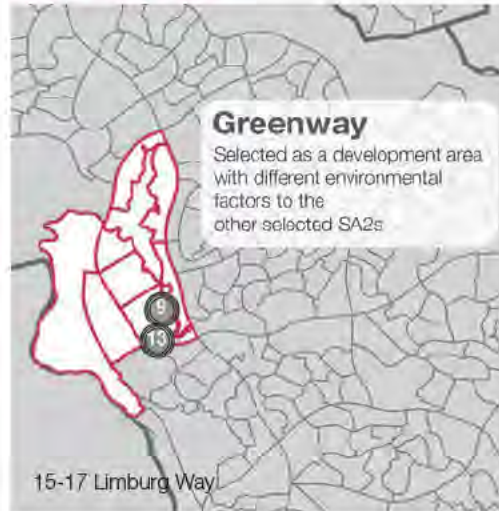 Greenway
Selected as a development area
with different environmental
factors to the
other selected SA2s
9
13
15-17 Limburg Way